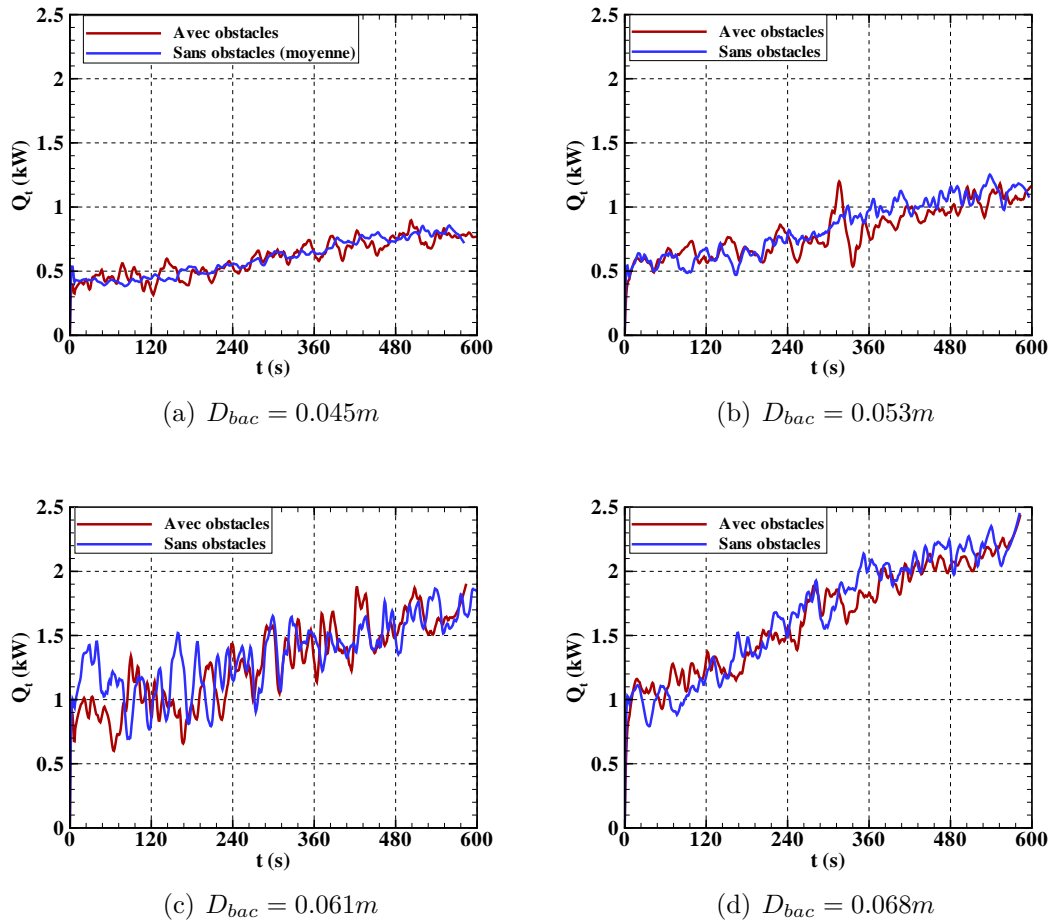 2.5
Avec obstacles
Sans obstacles (moyenne)
2
1.5
Q_t (kW)
1
0.5
0
0 120 240 360 480 600
t (s)
(a) D_bac = 0.045m
2.5
Avec obstacles
Sans obstacles
2
1.5
Q_t (kW)
1
0.5
0
0 120 240 360 480 600
t (s)
(b) D_bac = 0.053m
2.5
Avec obstacles
Sans obstacles
2
1.5
Q_t (kW)
1
0.5
0
0 120 240 360 480 600
t (s)
(c) D_bac = 0.061m
2.5
Avec obstacles
Sans obstacles
2
1.5
Q_t (kW)
1
0.5
0
0 120 240 360 480 600
t (s)
(d) D_bac = 0.068m